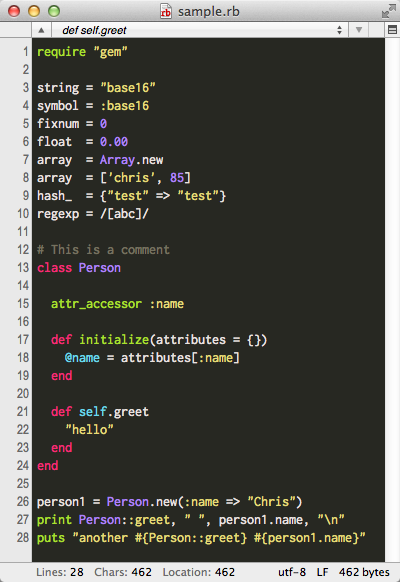 sample.rb
def self.greet
1 require "gem"
2
3 string = "base16"
4 symbol = :base16
5 fixnum = 0
6 float  = 0.00
7 array  = Array.new
8 array  = ['chris', 85]
9 hash_  = {"test" => "test"}
10 regexp = /[abc]/
11
12 # This is a comment
13 class Person
14
15   attr_accessor :name
16
17   def initialize(attributes = {})
18     @name = attributes[:name]
19   end
20
21   def self.greet
22     "hello"
23   end
24 end
25
26 person1 = Person.new(:name => "Chris")
27 print Person::greet, " ", person1.name, "\n"
28 puts "another #{Person::greet} #{person1.name}"
Lines: 28 Chars: 462 Location: 462 utf-8 LF 462 bytes